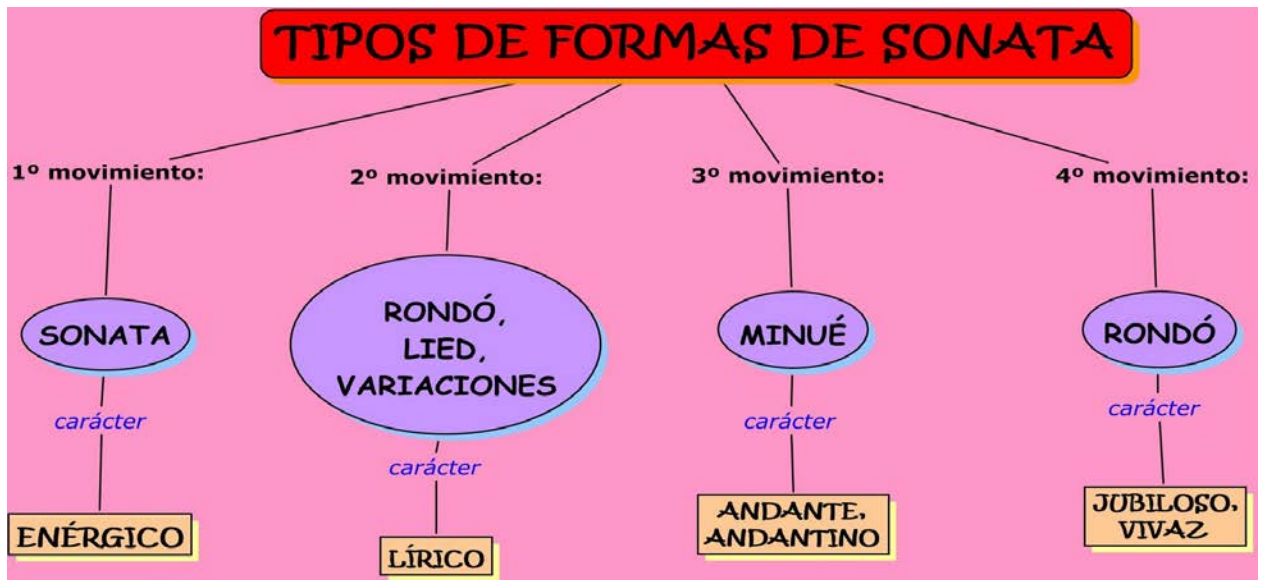 TIPOS DE FORMAS DE SONATA
1º movimiento:
2º movimiento:
3º movimiento:
4º movimiento:
SONATA
RONDÓ,
LIED,
VARIACIONES
MINUÉ
RONDÓ
carácter
carácter
carácter
carácter
ENÉRGICO
LÍRICO
ANDANTE,
ANDANTINO
JUBILOSO,
VIVAZ